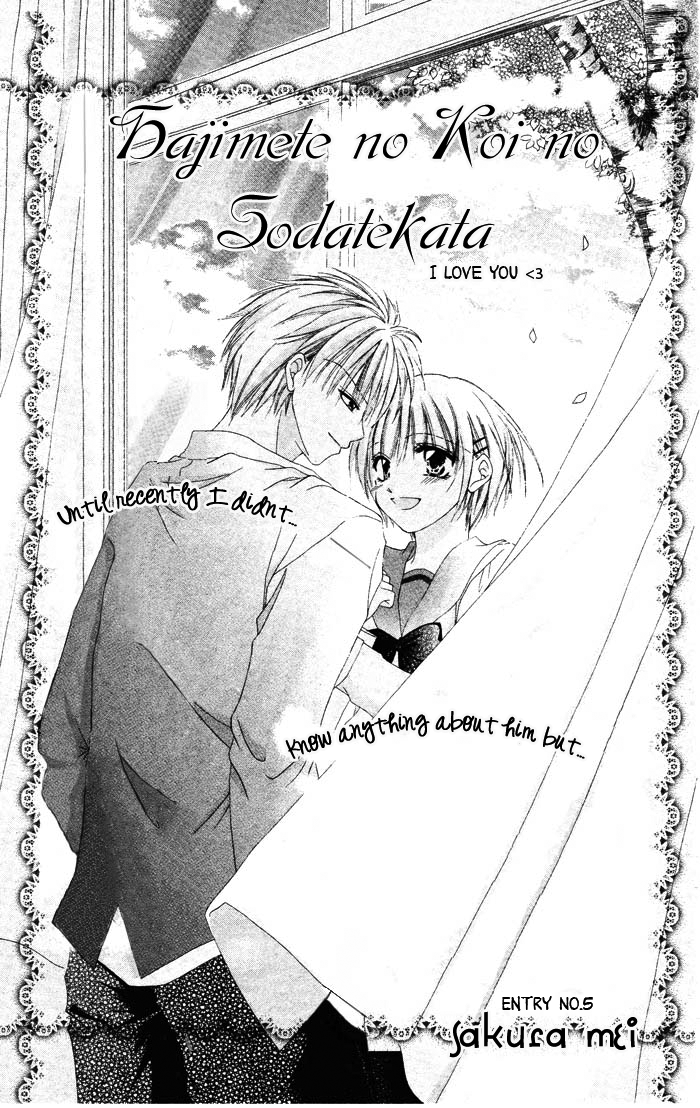 Hajimete no Koi no
Sodatekata
I LOVE YOU <3
Until recently I didnt...
Know anything about him but...
ENTRY NO.5
sakura mei